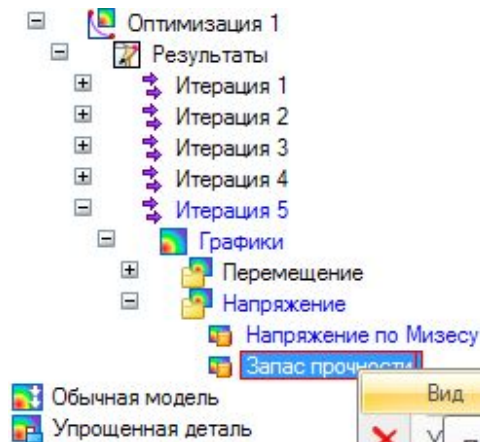 Оптимизация 1
Результаты
Итерация 1
Итерация 2
Итерация 3
Итерация 4
Итерация 5
Графики
Перемещение
Напряжение
Напряжение по Мизесу
Запас прочности
Вид
Обычная модель
Упрощенная деталь